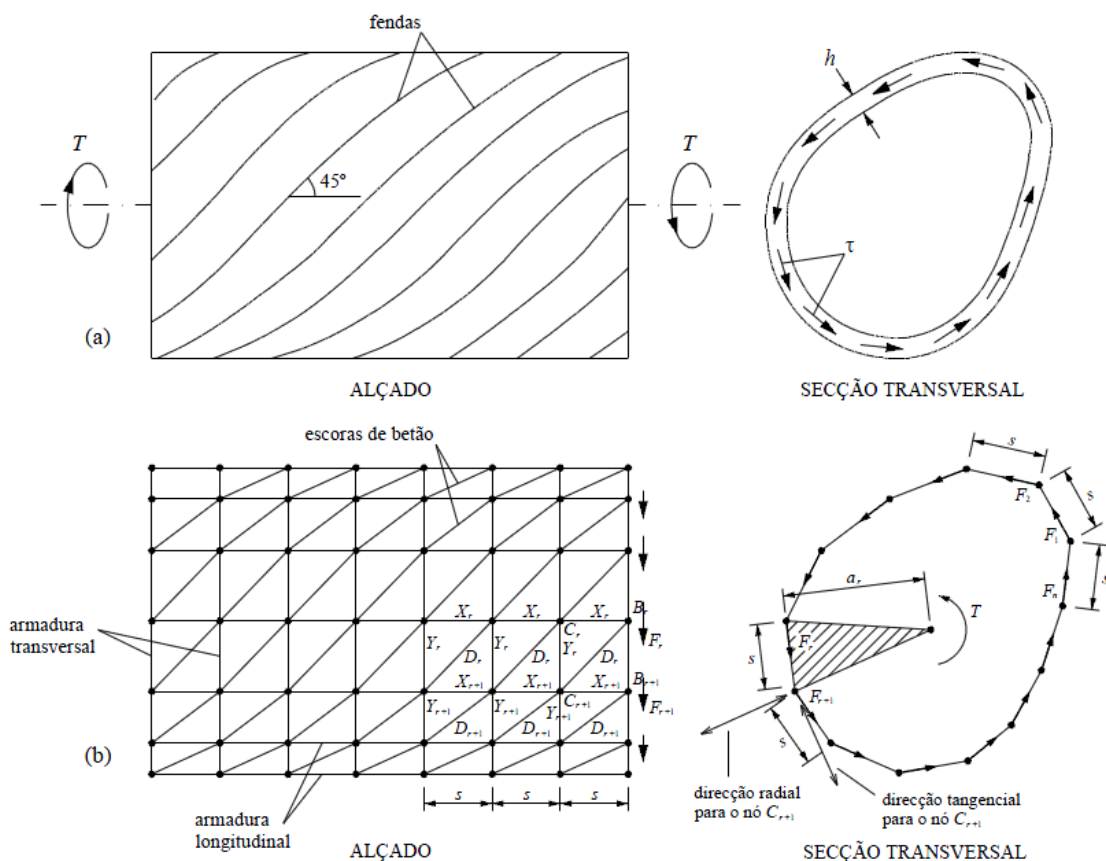 fendas
h
T
45º
T
τ
(a)
ALÇADO
SECÇÃO TRANSVERSAL
escoras de betão
s
F₂
s
F₁
s
aᵣ
Fₙ
T
armadura
transversal
Xᵣ Xᵣ Xᵣ Bᵣ
Cᵣ
Yᵣ Yᵣ Yᵣ Fᵣ
Dᵣ Dᵣ Dᵣ
Xᵣ₊₁ Xᵣ₊₁ Xᵣ₊₁ Bᵣ₊₁
Yᵣ₊₁ Yᵣ₊₁ Yᵣ₊₁ Cᵣ₊₁ Fᵣ₊₁
Dᵣ₊₁ Dᵣ₊₁ Dᵣ₊₁
s
Fᵣ
Fᵣ₊₁
s
(b)
s s s
armadura
longitudinal
direcção radial
para o nó Cᵣ₊₁
direcção tangencial
para o nó Cᵣ₊₁
ALÇADO
SECÇÃO TRANSVERSAL